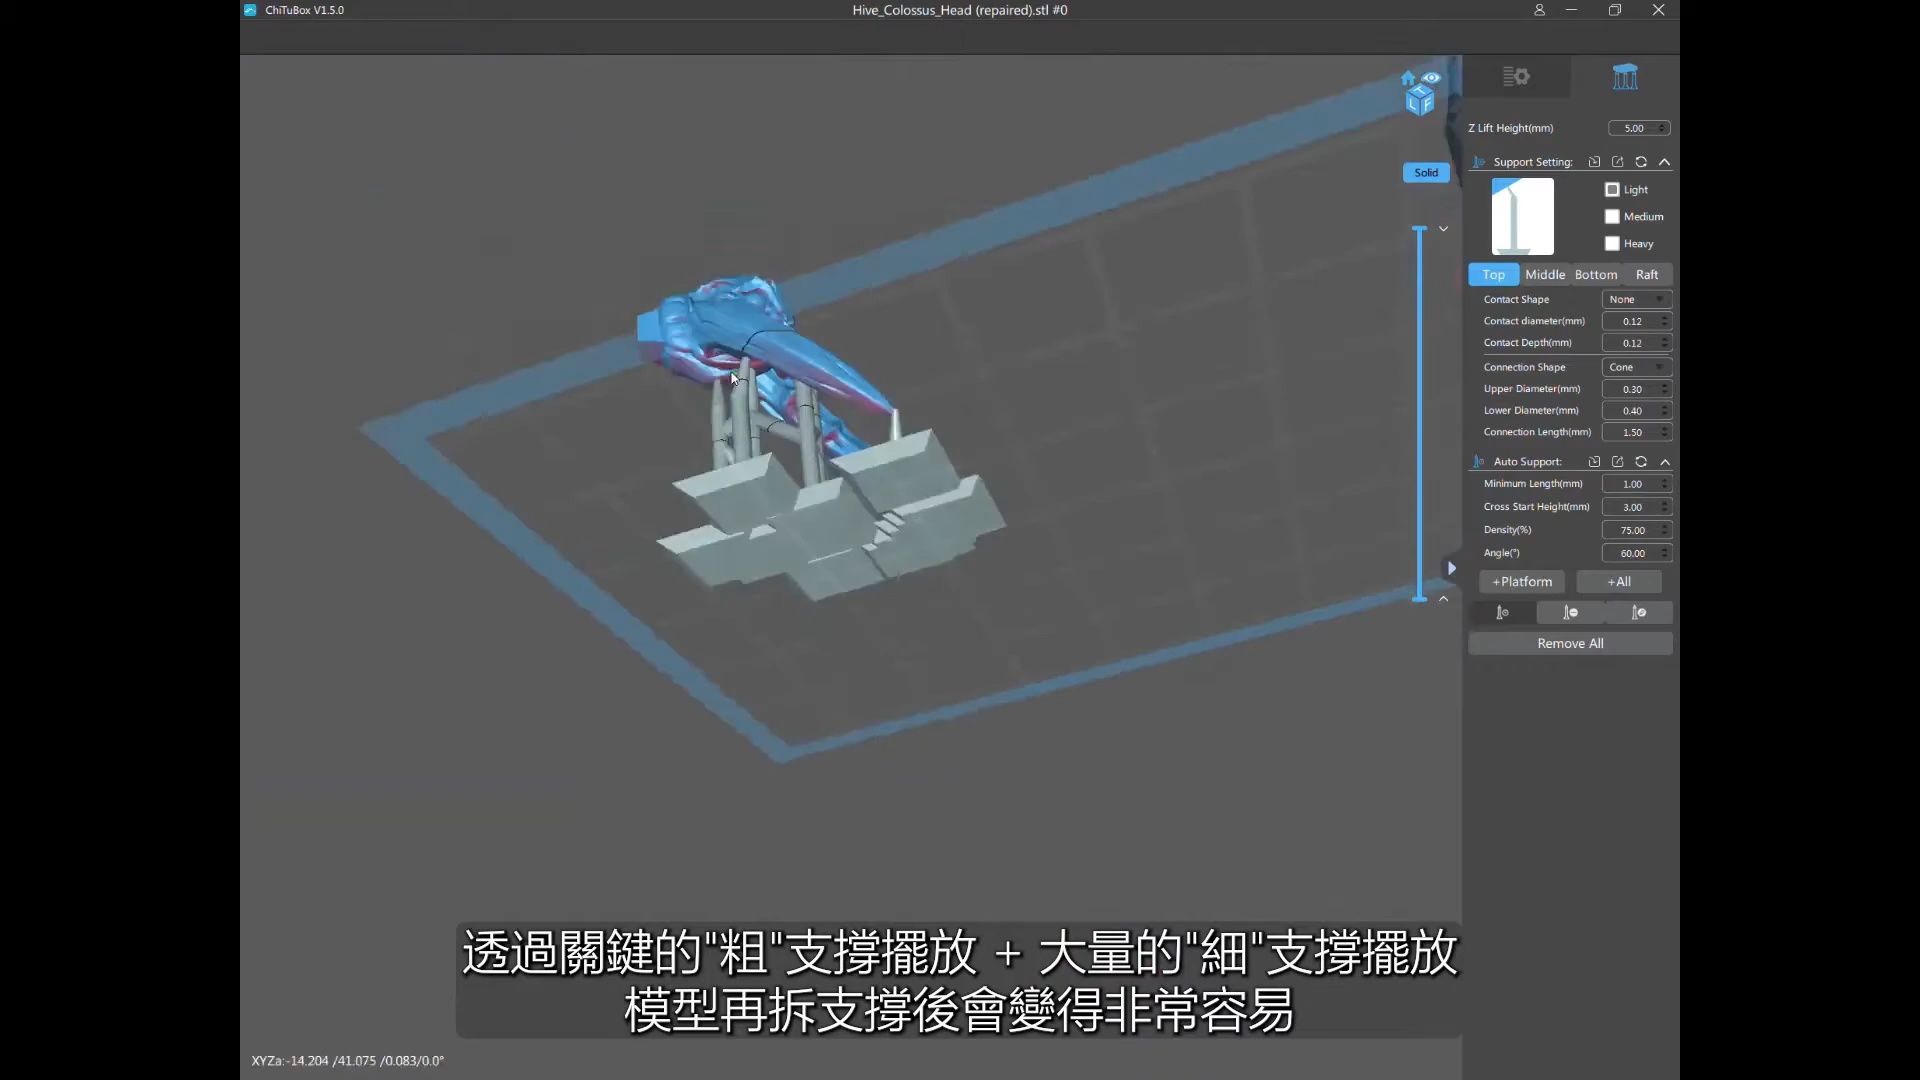 ChiTuBox V1.5.0
Hive_Colossus_Head (repaired).stl #0
Z Lift Height(mm) 5.00
Support Setting:
Light
Medium
Heavy
Top Middle Bottom Raft
Contact Shape None
Contact diameter(mm) 0.12
Contact Depth(mm) 0.12
Connection Shape Cone
Upper Diameter(mm) 0.30
Lower Diameter(mm) 0.40
Connection Length(mm) 1.50
Auto Support:
Minimum Length(mm) 1.00
Cross Start Height(mm) 3.00
Density(%) 75.00
Angle(°) 60.00
+Platform +All
Remove All
T
L F
Solid
透過關鍵的"粗"支撐擺放 + 大量的"細"支撐擺放
模型再拆支撐後會變得非常容易
XYZa:-14.204 /41.075 /0.083/0.0°